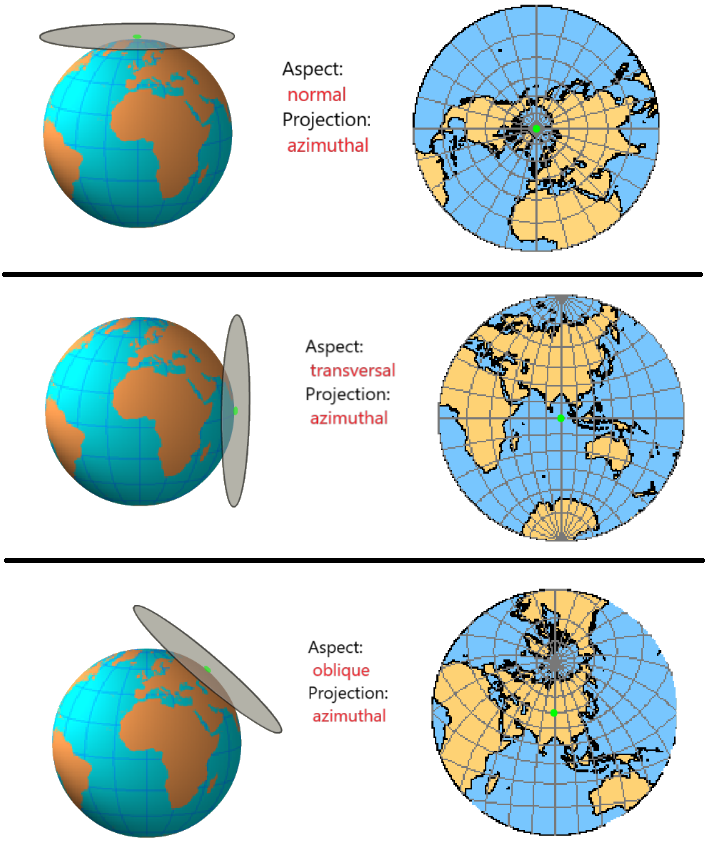 Aspect:
normal
Projection:
azimuthal
Aspect:
transversal
Projection:
azimuthal
Aspect:
oblique
Projection:
azimuthal